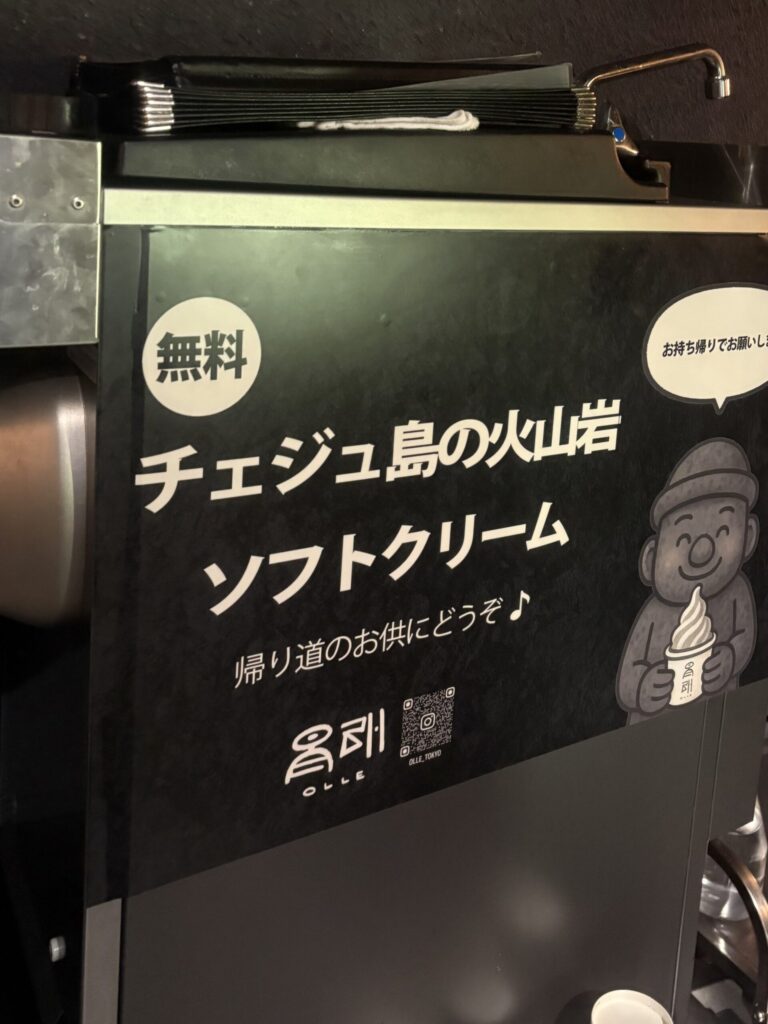 無料
お持ち帰りでお願いしま
チェジュ島の火山岩
ソフトクリーム
帰り道のお供にどうぞ♪
올레
OLLE
OLLE_TOKYO